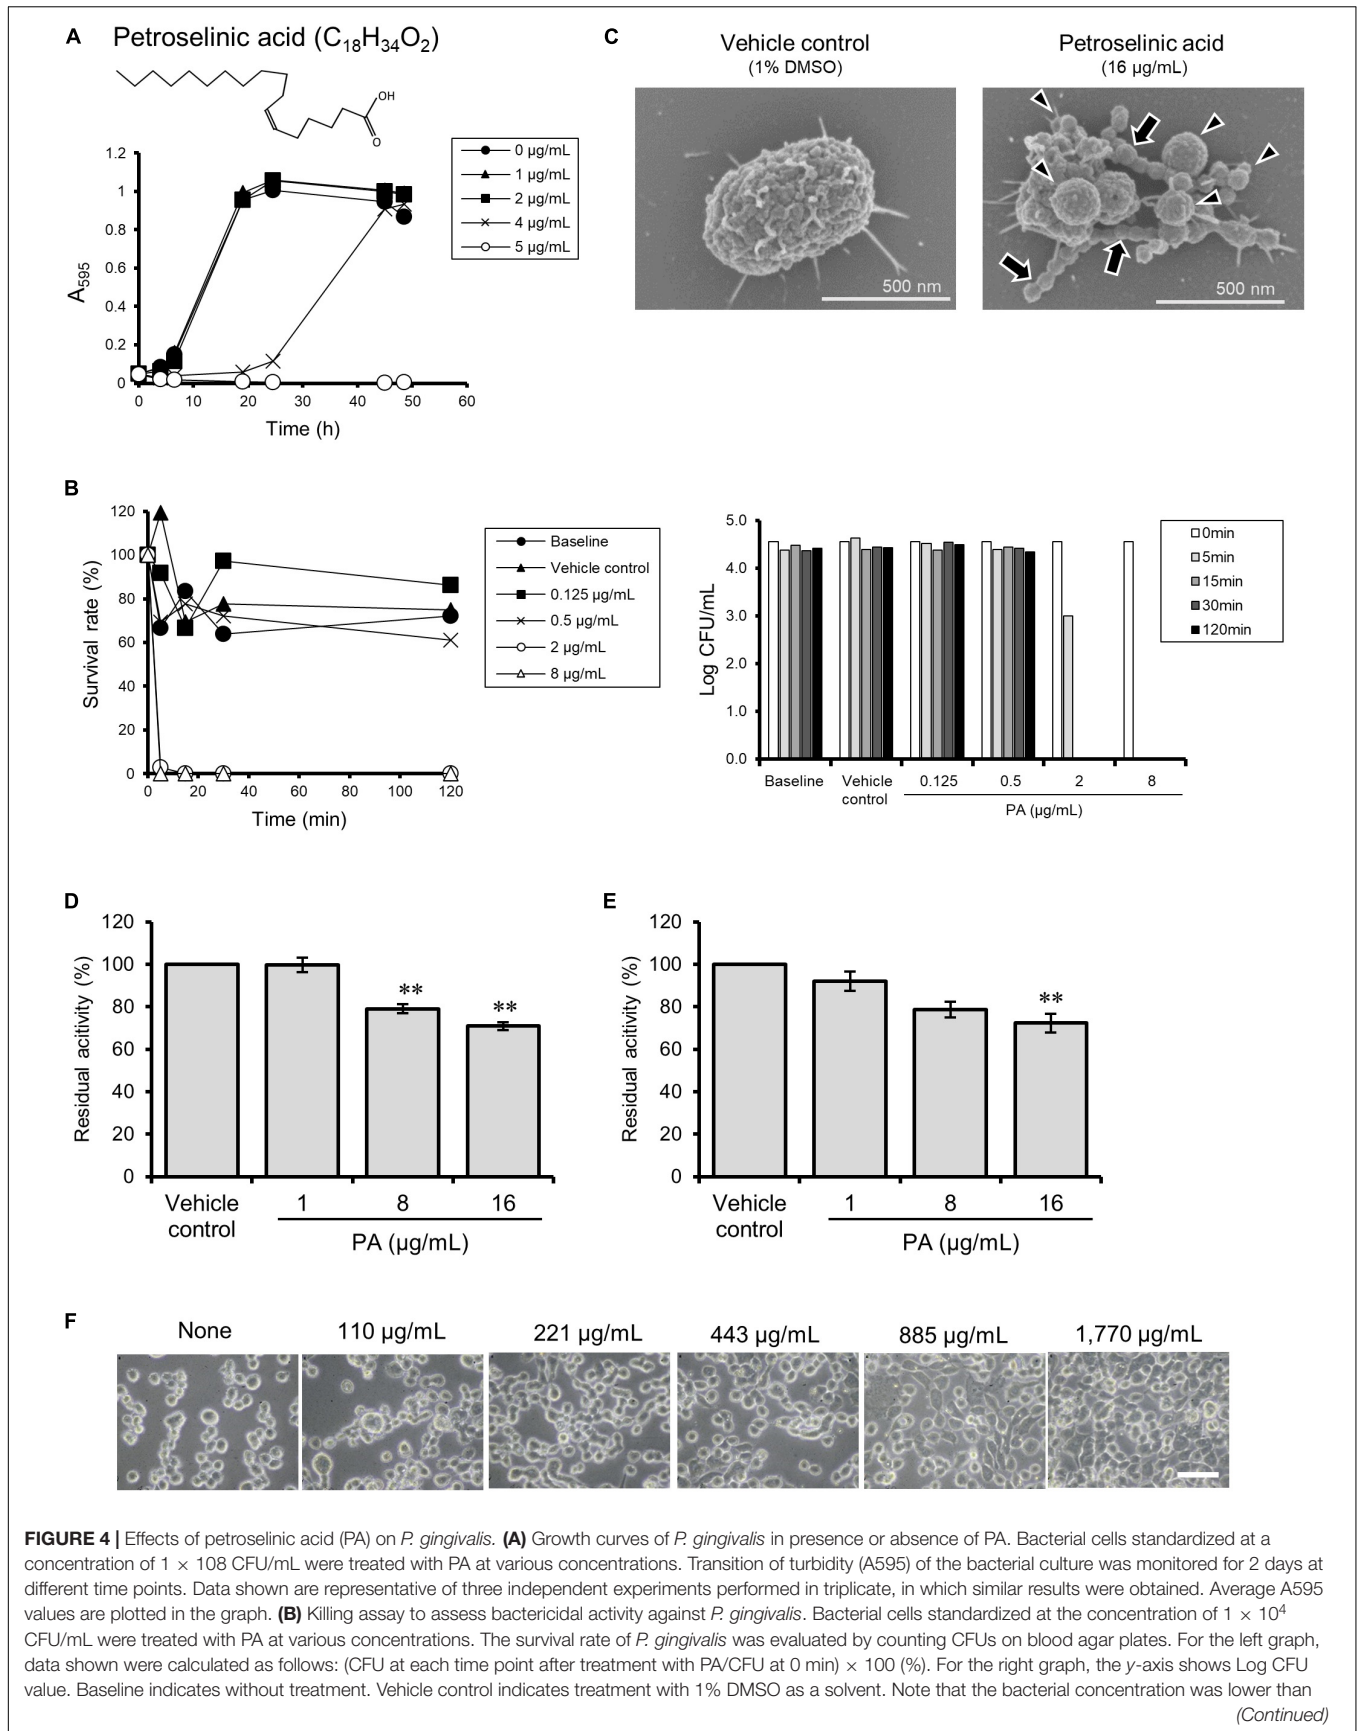 A Petroselinic acid (C18H34O2)
OH
O
1.2
1
0.8
0.6
0.4
0.2
0
A595
0 10 20 30 40 50 60
Time (h)
0 µg/mL
1 µg/mL
2 µg/mL
4 µg/mL
5 µg/mL
C
Vehicle control
(1% DMSO)
500 nm
Petroselinic acid
(16 µg/mL)
500 nm
B
120
100
80
60
40
20
0
Survival rate (%)
0 20 40 60 80 100 120
Time (min)
Baseline
Vehicle control
0.125 µg/mL
0.5 µg/mL
2 µg/mL
8 µg/mL
5.0
4.0
3.0
2.0
1.0
0.0
Log CFU/mL
Baseline Vehicle control 0.125 0.5 2 8
PA (µg/mL)
0min
5min
15min
30min
120min
D
120
100
80
60
40
20
0
Residual acitivity (%)
** **
Vehicle control 1 8 16
PA (µg/mL)
E
120
100
80
60
40
20
0
Residual acitivity (%)
**
Vehicle control 1 8 16
PA (µg/mL)
F
None 110 µg/mL 221 µg/mL 443 µg/mL 885 µg/mL 1,770 µg/mL
FIGURE 4 | Effects of petroselinic acid (PA) on P. gingivalis. (A) Growth curves of P. gingivalis in presence or absence of PA. Bacterial cells standardized at a
concentration of 1 × 108 CFU/mL were treated with PA at various concentrations. Transition of turbidity (A595) of the bacterial culture was monitored for 2 days at
different time points. Data shown are representative of three independent experiments performed in triplicate, in which similar results were obtained. Average A595
values are plotted in the graph. (B) Killing assay to assess bactericidal activity against P. gingivalis. Bacterial cells standardized at the concentration of 1 × 10⁴
CFU/mL were treated with PA at various concentrations. The survival rate of P. gingivalis was evaluated by counting CFUs on blood agar plates. For the left graph,
data shown were calculated as follows: (CFU at each time point after treatment with PA/CFU at 0 min) × 100 (%). For the right graph, the y-axis shows Log CFU
value. Baseline indicates without treatment. Vehicle control indicates treatment with 1% DMSO as a solvent. Note that the bacterial concentration was lower than
(Continued)